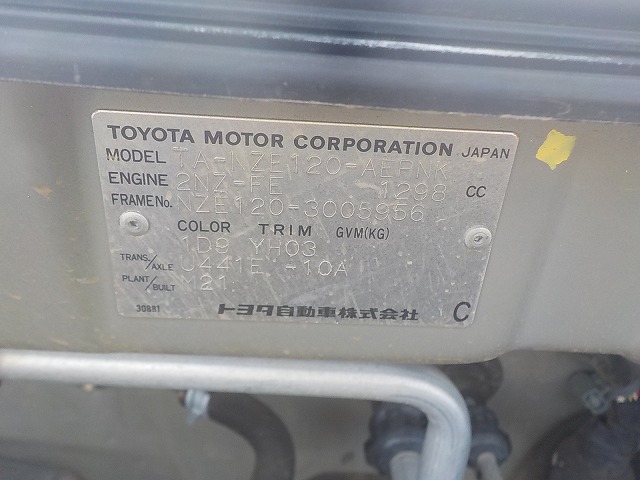 TOYOTA MOTOR CORPORATION JAPAN
MODEL TA-NZE120-AEPNK
ENGINE 2NZ-FE 1298 CC
FRAME No. NZE120-3005956
COLOR TRIM GVM(KG)
1D9 YH03
TRANS./AXLE U441E -10A
PLANT/BUILT M21
30881 トヨタ自動車株式会社 C